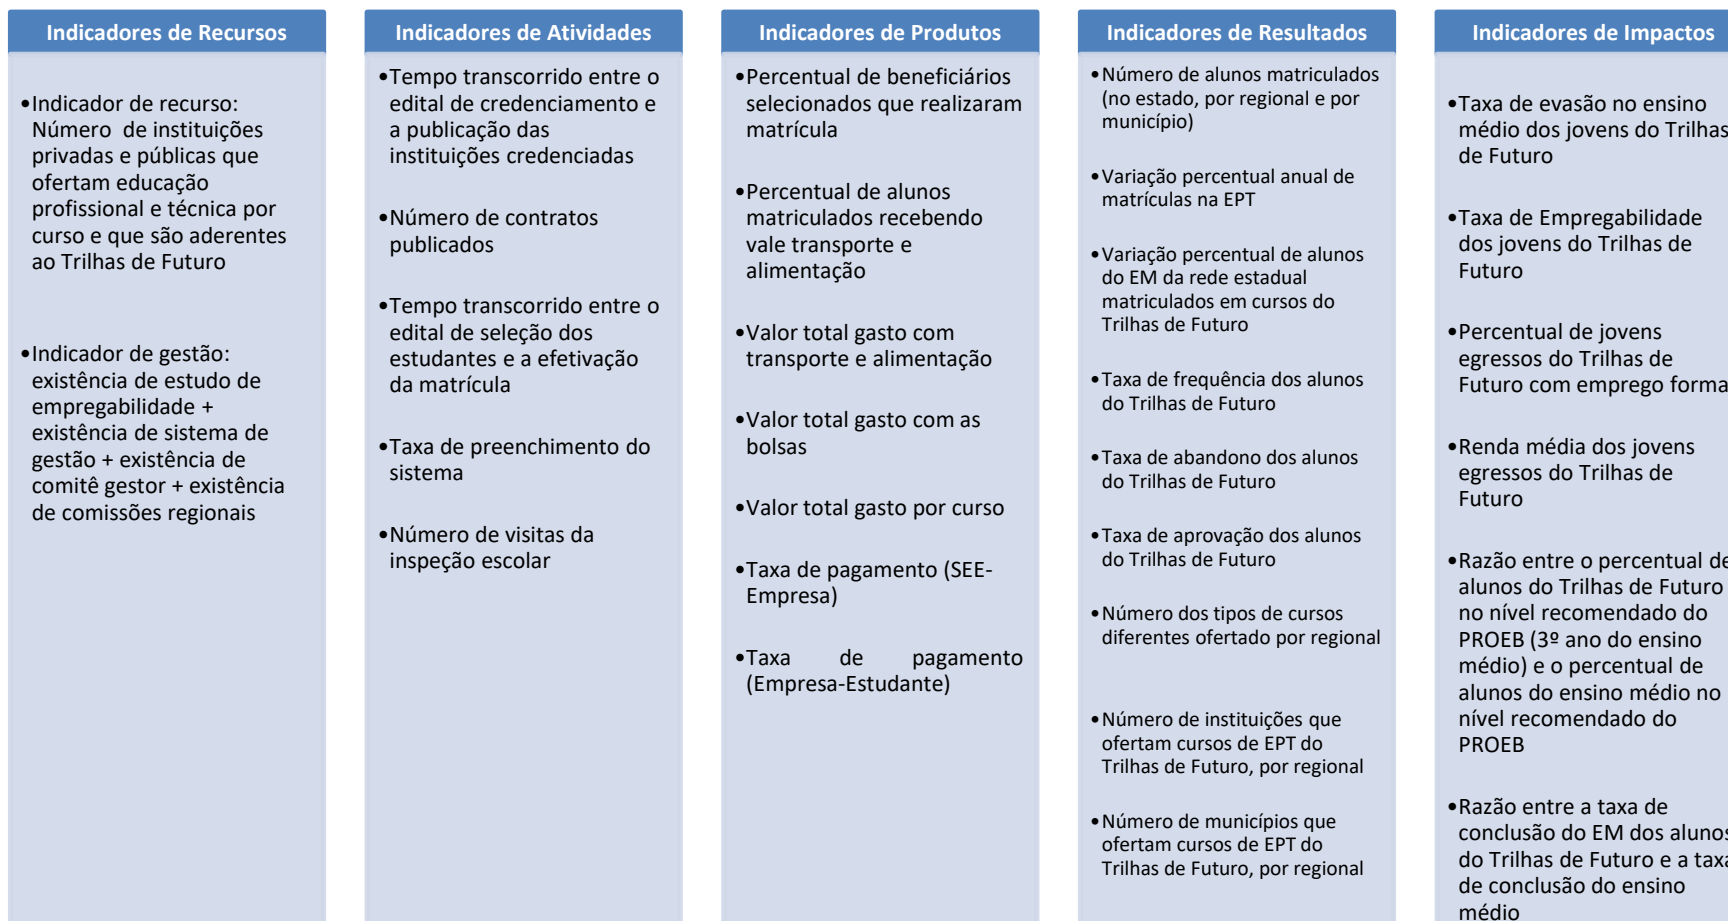 Indicadores de Recursos
•Indicador de recurso:
Número de instituições
privadas e públicas que
ofertam educação
profissional e técnica por
curso e que são aderentes
ao Trilhas de Futuro
•Indicador de gestão:
existência de estudo de
empregabilidade +
existência de sistema de
gestão + existência de
comitê gestor + existência
de comissões regionais
Indicadores de Atividades
•Tempo transcorrido entre o
edital de credenciamento e
a publicação das
instituições credenciadas
•Número de contratos
publicados
•Tempo transcorrido entre o
edital de seleção dos
estudantes e a efetivação
da matrícula
•Taxa de preenchimento do
sistema
•Número de visitas da
inspeção escolar
Indicadores de Produtos
•Percentual de beneficiários
selecionados que realizaram
matrícula
•Percentual de alunos
matriculados recebendo
vale transporte e
alimentação
•Valor total gasto com
transporte e alimentação
•Valor total gasto com as
bolsas
•Valor total gasto por curso
•Taxa de pagamento (SEE-
Empresa)
•Taxa de pagamento
(Empresa-Estudante)
Indicadores de Resultados
•Número de alunos matriculados
(no estado, por regional e por
município)
•Variação percentual anual de
matrículas na EPT
•Variação percentual de alunos
do EM da rede estadual
matriculados em cursos do
Trilhas de Futuro
•Taxa de frequência dos alunos
do Trilhas de Futuro
•Taxa de abandono dos alunos
do Trilhas de Futuro
•Taxa de aprovação dos alunos
do Trilhas de Futuro
•Número dos tipos de cursos
diferentes ofertado por regional
•Número de instituições que
ofertam cursos de EPT do
Trilhas de Futuro, por regional
•Número de municípios que
ofertam cursos de EPT do
Trilhas de Futuro, por regional
Indicadores de Impactos
•Taxa de evasão no ensino
médio dos jovens do Trilhas
de Futuro
•Taxa de Empregabilidade
dos jovens do Trilhas de
Futuro
•Percentual de jovens
egressos do Trilhas de
Futuro com emprego forma
•Renda média dos jovens
egressos do Trilhas de
Futuro
•Razão entre o percentual de
alunos do Trilhas de Futuro
no nível recomendado do
PROEB (3º ano do ensino
médio) e o percentual de
alunos do ensino médio no
nível recomendado do
PROEB
•Razão entre a taxa de
conclusão do EM dos alunos
do Trilhas de Futuro e a taxa
de conclusão do ensino
médio